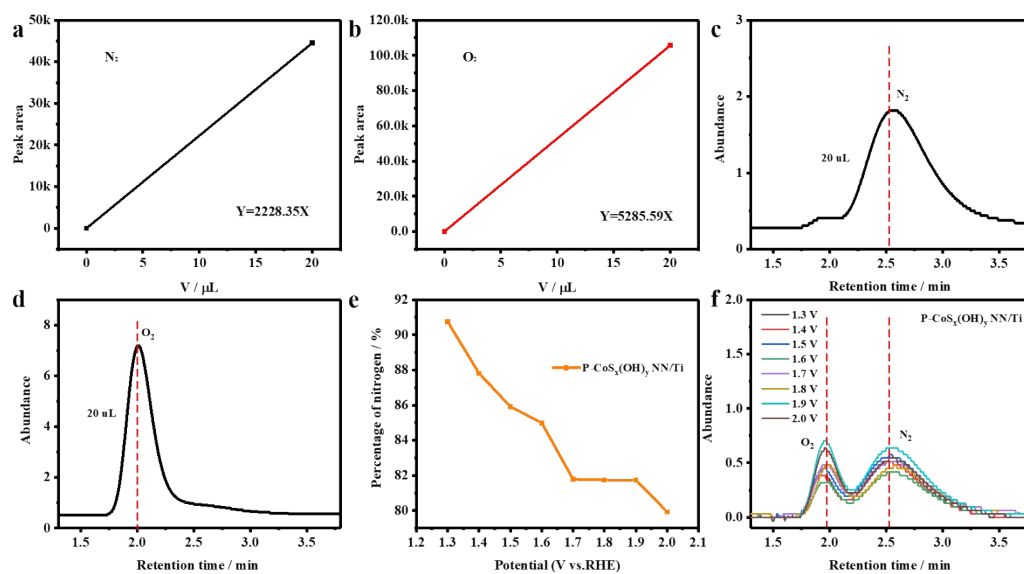 a
N₂
Y=2228.35X
Peak area
50k
40k
30k
20k
10k
0
0 5 10 15 20
V / μL
b
O₂
Y=5285.59X
Peak area
120.0k
100.0k
80.0k
60.0k
40.0k
20.0k
0.0
0 5 10 15 20
V / μL
c
N₂
20 uL
Abundance
3
2
1
0
1.5 2.0 2.5 3.0 3.5
Retention time / min
d
O₂
20 uL
Abundance
8
6
4
2
0
1.5 2.0 2.5 3.0
Retention time / min
e
P-CoSₓ(OH)ᵧ NN/Ti
Percentage of nitrogen / %
92
90
88
86
84
82
80
1.2 1.3 1.4 1.5 1.6 1.7 1.8 1.9 2.0 2.1
Potential (V vs.RHE)
f
P-CoSₓ(OH)ᵧ NN/Ti
1.3 V
1.4 V
1.5 V
1.6 V
1.7 V
1.8 V
1.9 V
2.0 V
O₂
N₂
Abundance
2.0
1.5
1.0
0.5
0.0
1.5 2.0 2.5 3.0 3.5
Retention time / min